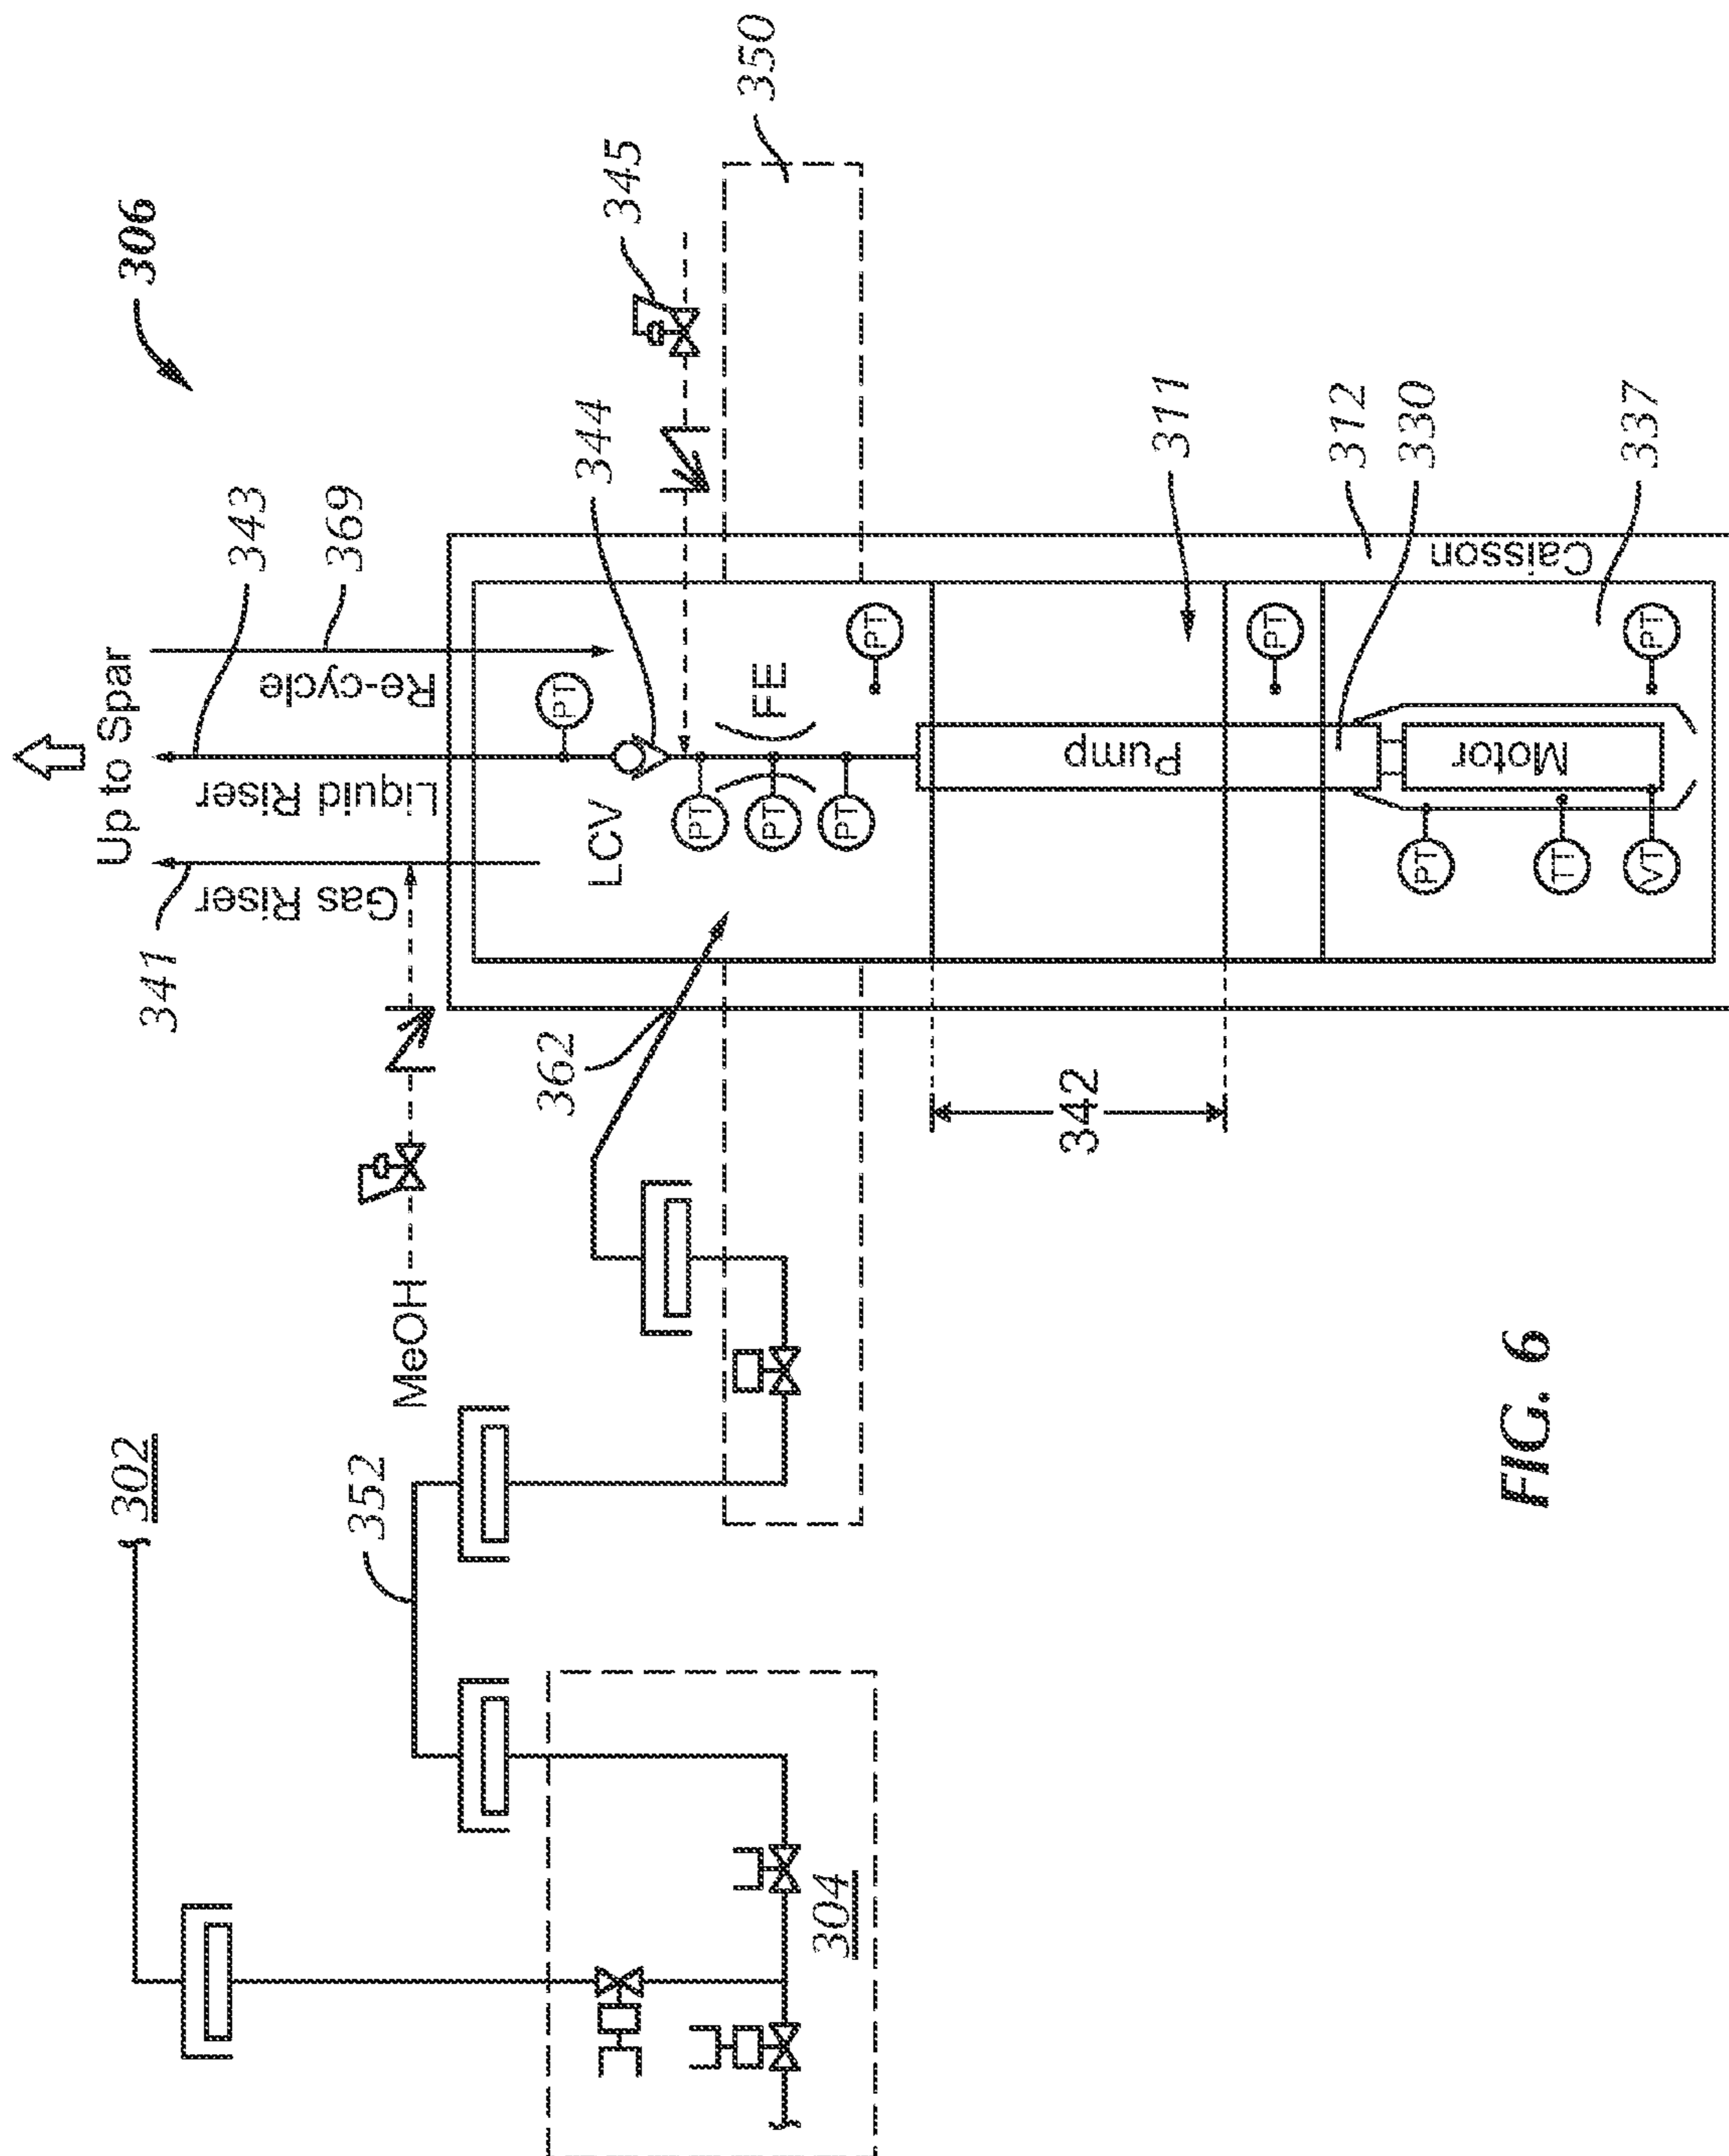 306
Up to Spar
341
Gas Riser
Liquid Riser
343
Re-cycle
369
302
352
MeOH
362
LCV
PT
344
345
350
PT
PT
PT
FE
PT
304
342
Pump
311
PT
Caisson
312
330
337
Motor
PT
TT
VT
PT
FIG. 6